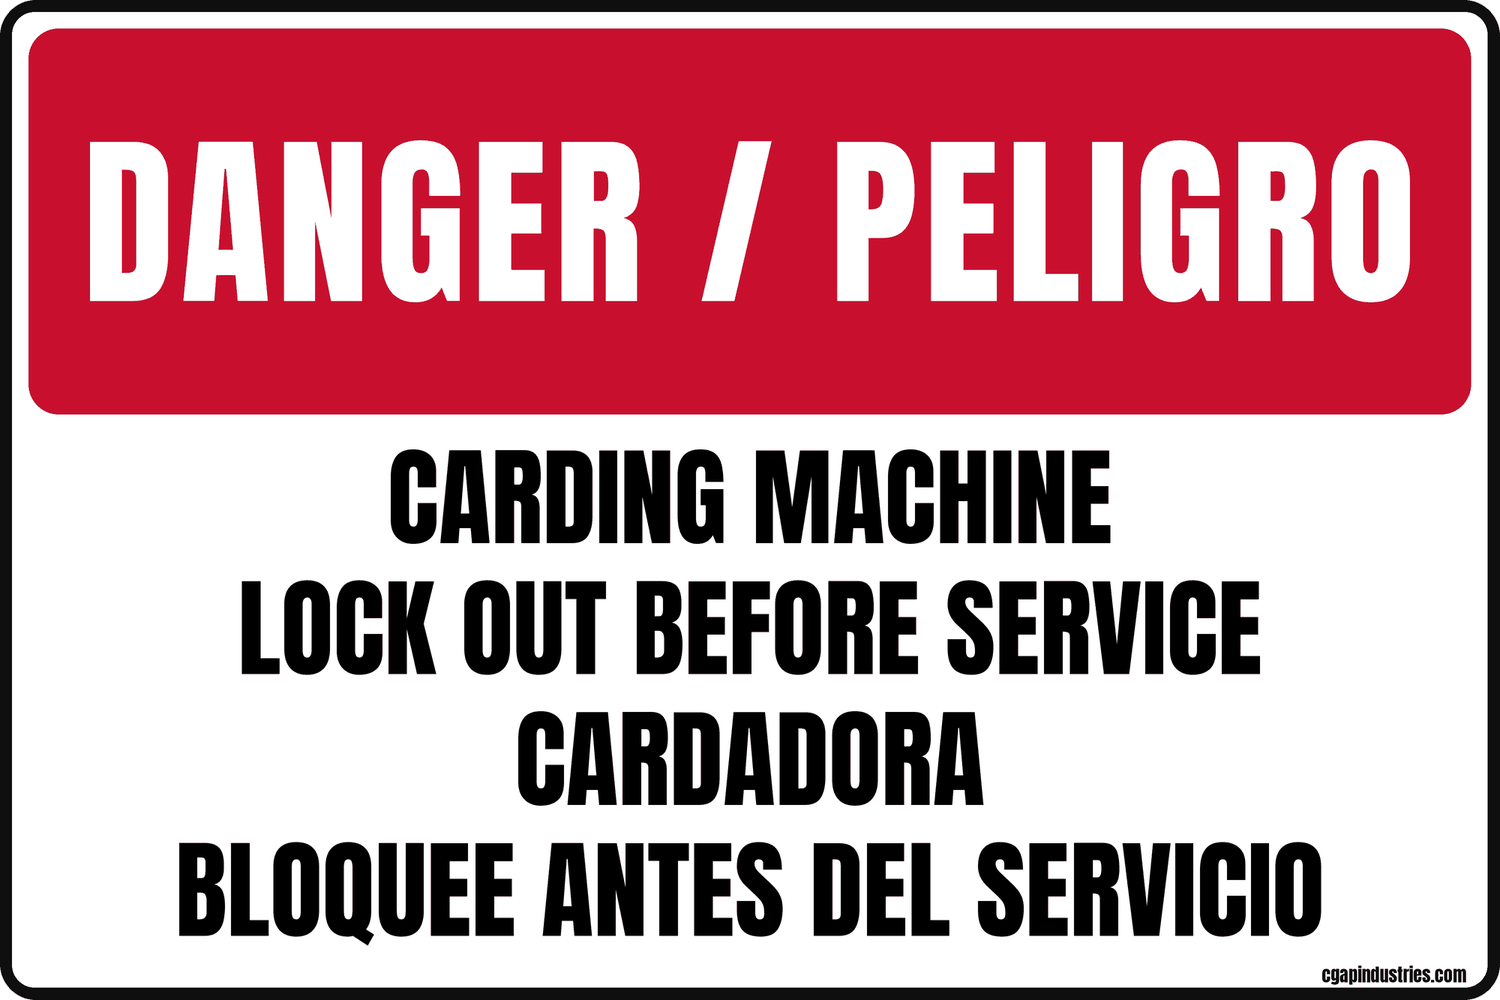 DANGER / PELIGRO
CARDING MACHINE
LOCK OUT BEFORE SERVICE
CARDADORA
BLOQUEE ANTES DEL SERVICIO
cgapindustries.com